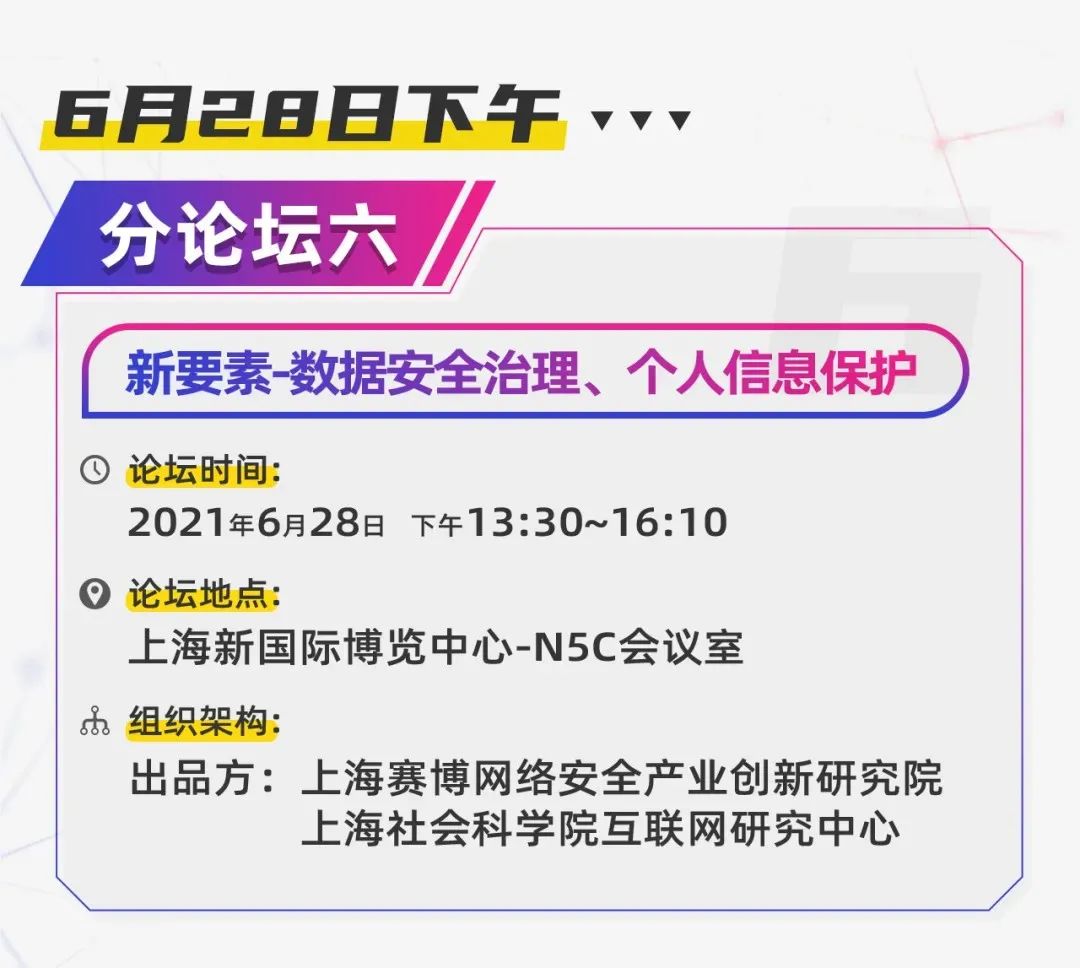 6月28日下午
分论坛六
新要素-数据安全治理、个人信息保护
论坛时间:
2021年6月28日 下午13:30~16:10
论坛地点:
上海新国际博览中心-N5C会议室
组织架构:
出品方：上海赛博网络安全产业创新研究院
上海社会科学院互联网研究中心